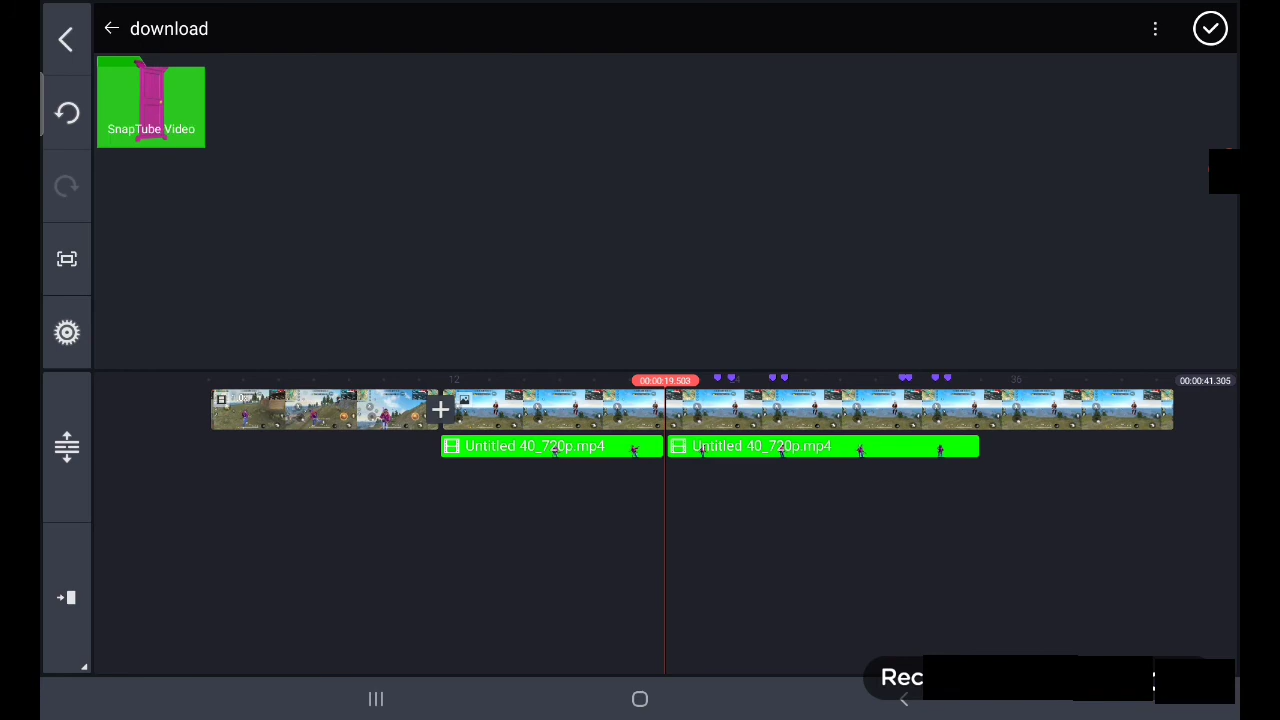 download
SnapTube Video
12
00:00:19.503
36
00:00:41.305
Untitled 40_720p.mp4
Untitled 40_720p.mp4
Rec